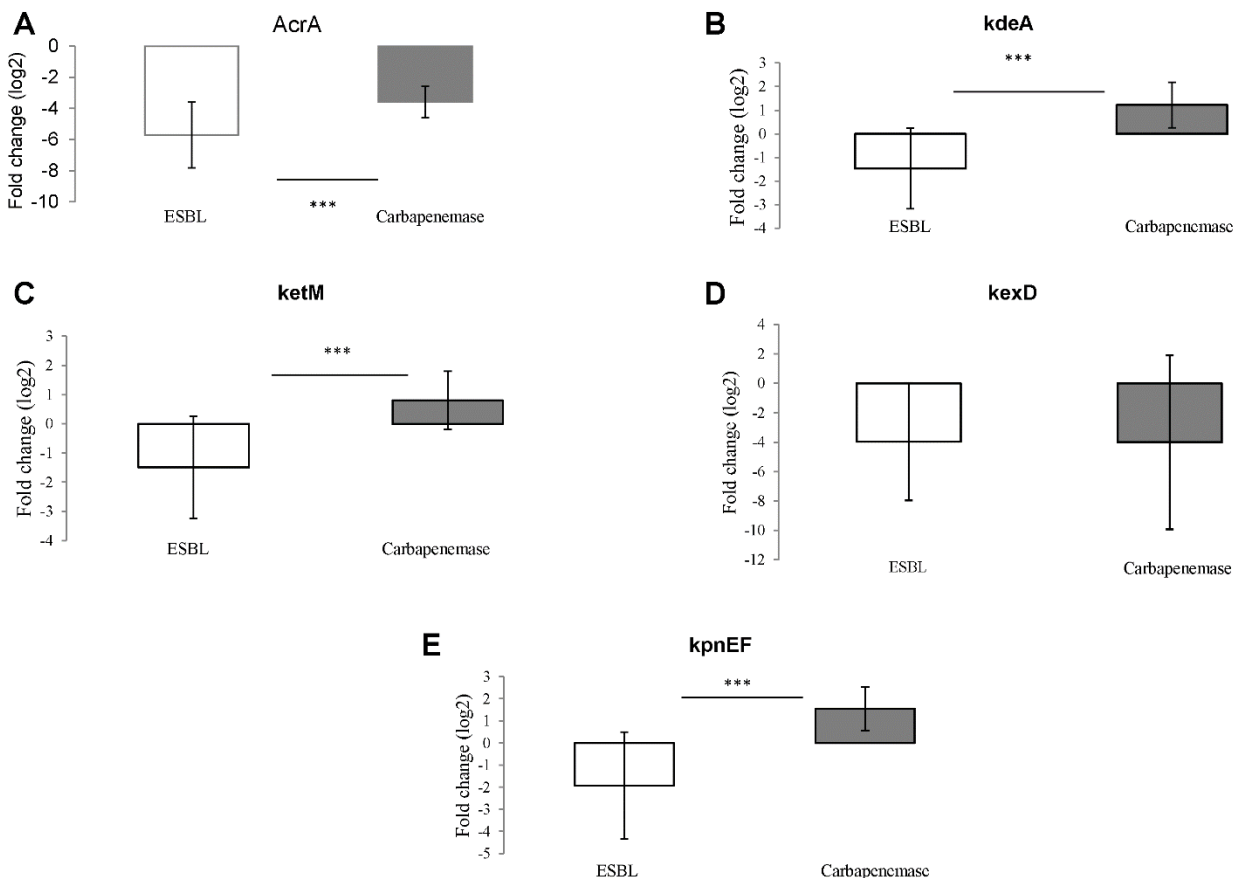 A
AcrA
Fold change (log2)
0
-2
-4
-6
-8
-10
***
ESBL
Carbapenemase
B
kdeA
Fold change (log2)
3
2
1
0
-1
-2
-3
-4
***
ESBL
Carbapenemase
C
ketM
Fold change (log2)
3
2
1
0
-1
-2
-3
-4
***
ESBL
Carbapenemase
D
kexD
Fold change (log2)
4
2
0
-2
-4
-6
-8
-10
-12
ESBL
Carbapenemase
E
kpnEF
Fold change (log2)
3
2
1
0
-1
-2
-3
-4
-5
***
ESBL
Carbapenemase